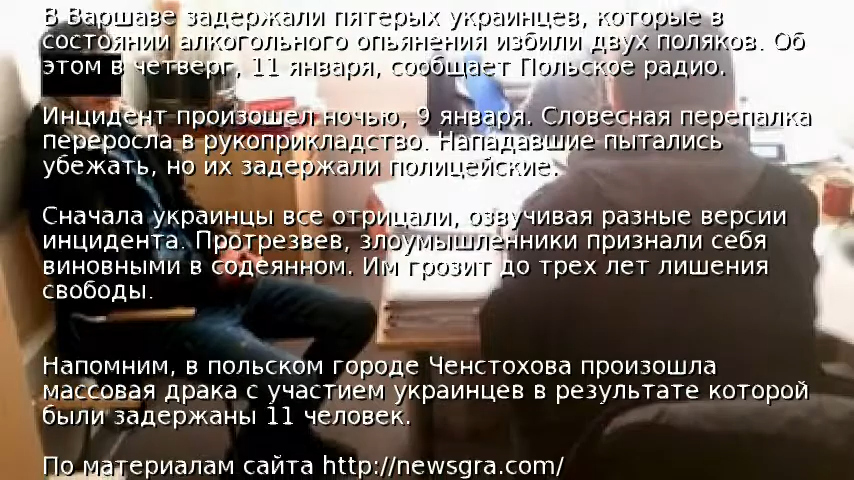 В Варшаве задержали пятерых украинцев, которые в
состоянии алкогольного опьянения избили двух поляков. Об
этом в четверг, 11 января, сообщает Польское радио.
Инцидент произошел ночью, 9 января. Словесная перепалка
переросла в рукоприкладство. Нападавшие пытались
убежать, но их задержали полицейские.
Сначала украинцы все отрицали, озвучивая разные версии
инцидента. Протрезвев, злоумышленники признали себя
виновными в содеянном. Им грозит до трех лет лишения
свободы.
Напомним, в польском городе Ченстохова произошла
массовая драка с участием украинцев в результате которой
были задержаны 11 человек.
По материалам сайта http://newsgra.com/